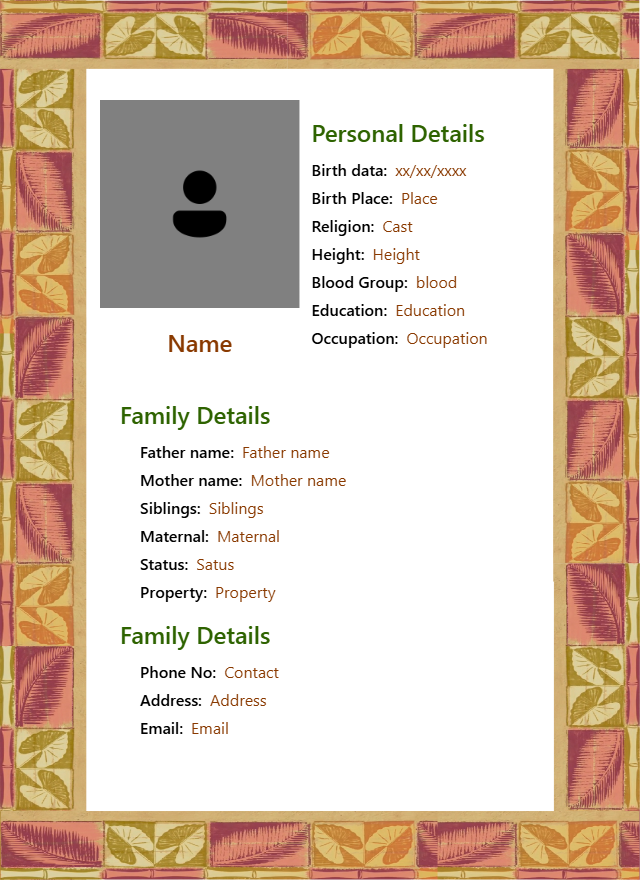 Personal Details
Birth data: xx/xx/xxxx
Birth Place: Place
Religion: Cast
Height: Height
Blood Group: blood
Education: Education
Occupation: Occupation
Name
Family Details
Father name: Father name
Mother name: Mother name
Siblings: Siblings
Maternal: Maternal
Status: Satus
Property: Property
Family Details
Phone No: Contact
Address: Address
Email: Email